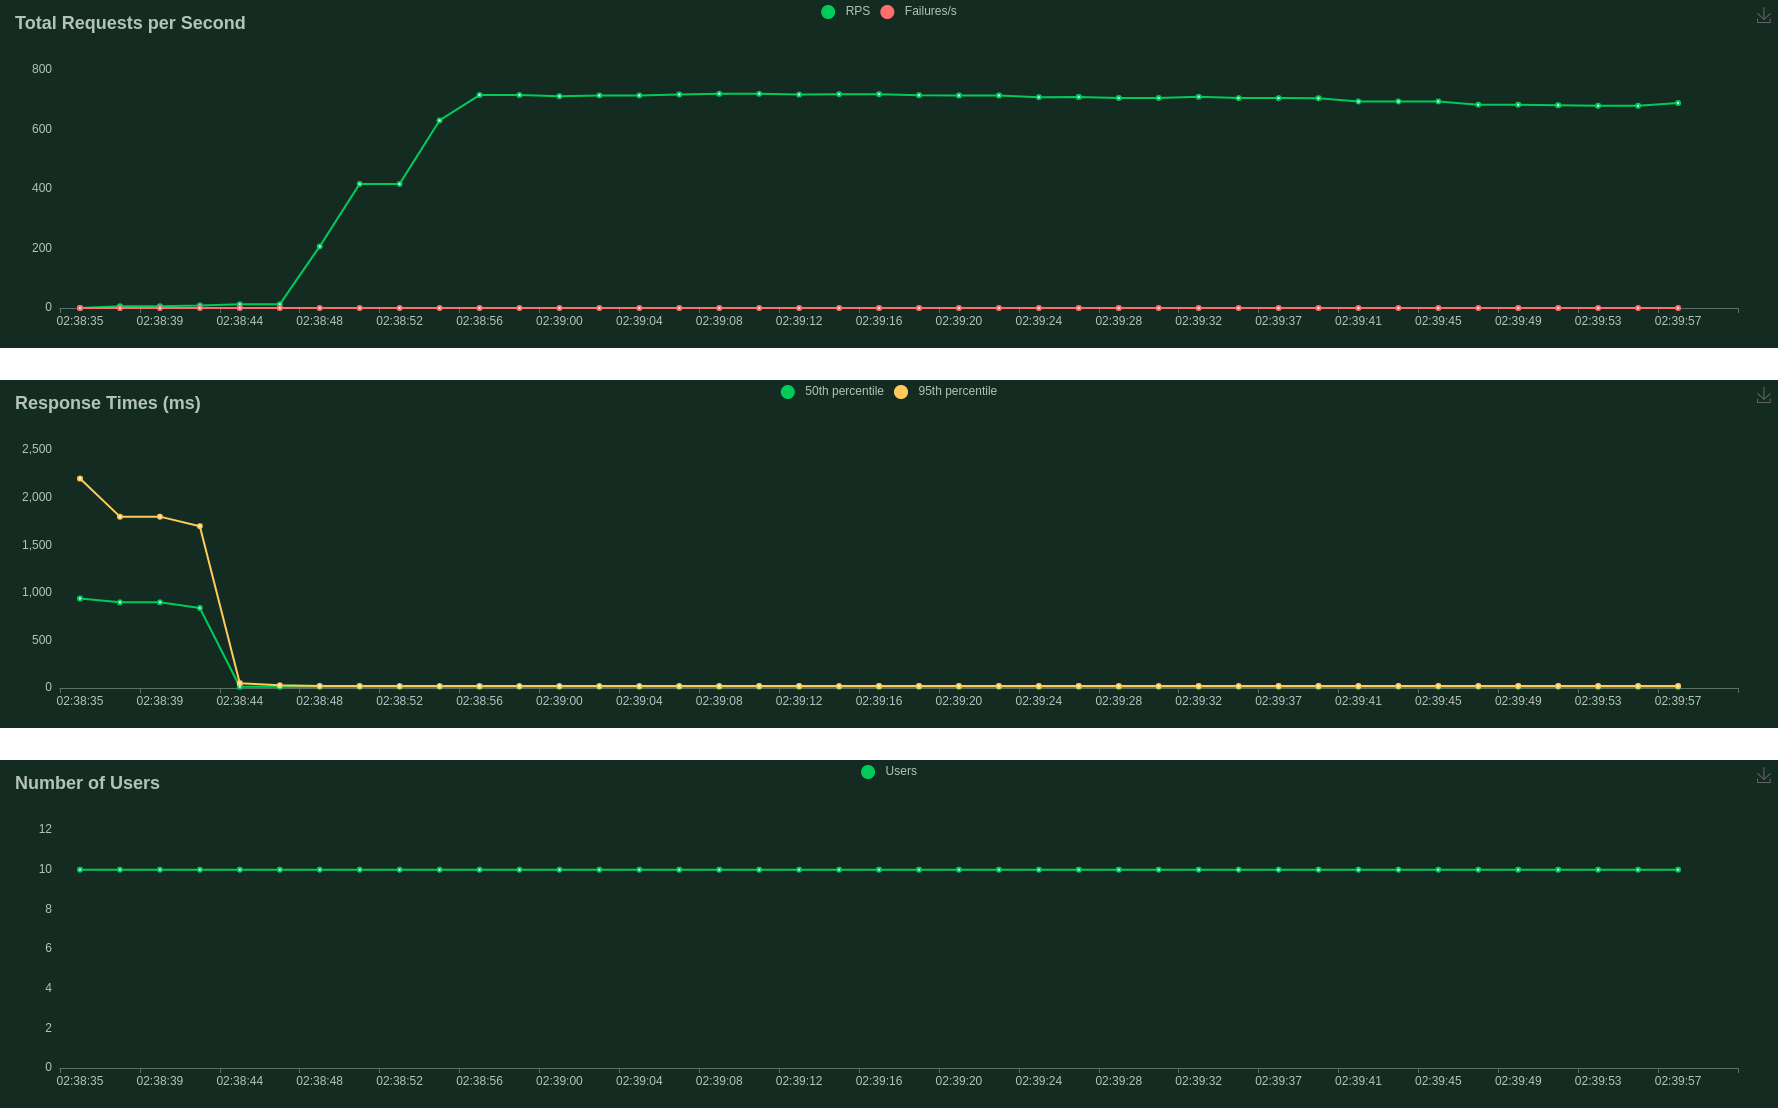 Total Requests per Second
RPS Failures/s
800
600
400
200
0
02:38:35 02:38:39 02:38:44 02:38:48 02:38:52 02:38:56 02:39:00 02:39:04 02:39:08 02:39:12 02:39:16 02:39:20 02:39:24 02:39:28 02:39:32 02:39:37 02:39:41 02:39:45 02:39:49 02:39:53 02:39:57
Response Times (ms)
50th percentile 95th percentile
2,500
2,000
1,500
1,000
500
0
02:38:35 02:38:39 02:38:44 02:38:48 02:38:52 02:38:56 02:39:00 02:39:04 02:39:08 02:39:12 02:39:16 02:39:20 02:39:24 02:39:28 02:39:32 02:39:37 02:39:41 02:39:45 02:39:49 02:39:53 02:39:57
Number of Users
Users
12
10
8
6
4
2
0
02:38:35 02:38:39 02:38:44 02:38:48 02:38:52 02:38:56 02:39:00 02:39:04 02:39:08 02:39:12 02:39:16 02:39:20 02:39:24 02:39:28 02:39:32 02:39:37 02:39:41 02:39:45 02:39:49 02:39:53 02:39:57